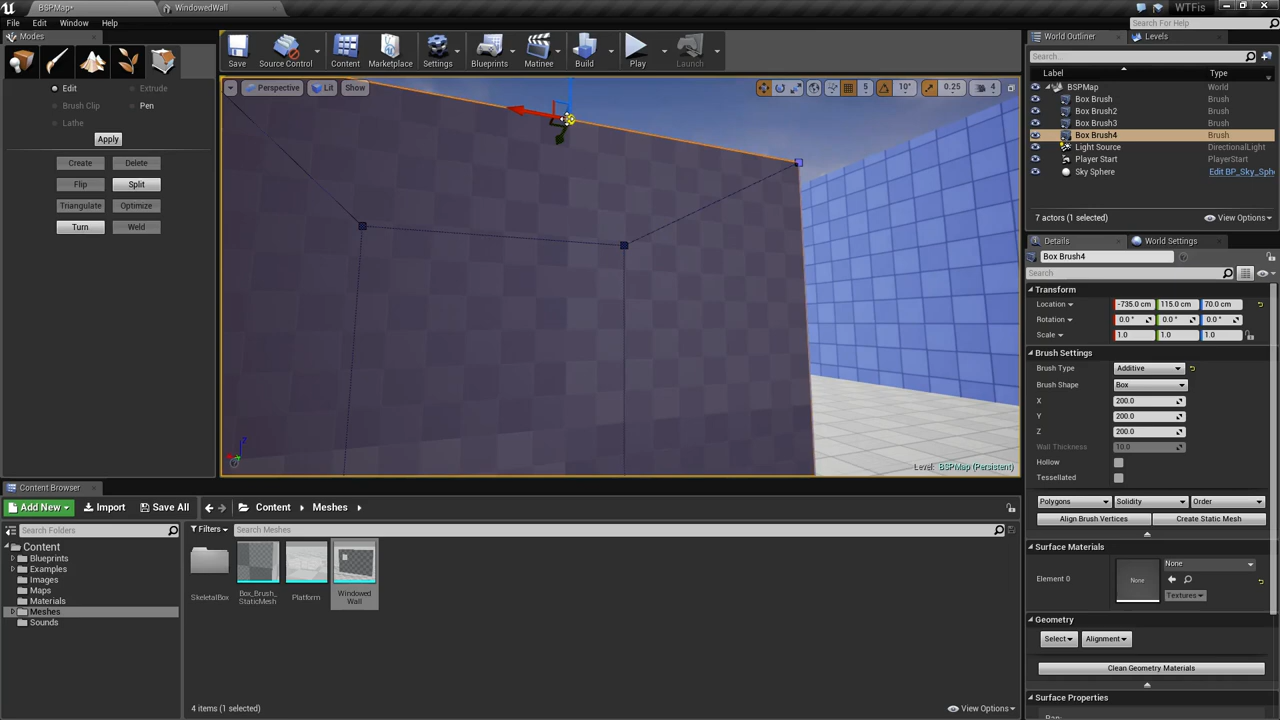 BSPMap•
WindowedWall
WTFis
File Edit Window Help
Search For Help
Modes
Edit
Extrude
Brush Clip
Pen
Lathe
Apply
Create
Delete
Flip
Split
Triangulate
Optimize
Turn
Weld
Save
Source Control
Content
Marketplace
Settings
Blueprints
Matinee
Build
Play
Launch
Perspective
Lit
Show
5
10°
0.25
4
Level: BSPMap (Persistent)
World Outliner
Levels
Search...
Label Type
BSPMap World
Box Brush Brush
Box Brush2 Brush
Box Brush3 Brush
Box Brush4 Brush
Light Source DirectionalLight
Player Start PlayerStart
Sky Sphere Edit BP_Sky_Sph
7 actors (1 selected)
View Options
Details
World Settings
Box Brush4
Search
Transform
Location -735.0 cm 115.0 cm 70.0 cm
Rotation 0.0 ° 0.0 ° 0.0 °
Scale 1.0 1.0 1.0
Brush Settings
Brush Type Additive
Brush Shape Box
X 200.0
Y 200.0
Z 200.0
Wall Thickness 10.0
Hollow
Tessellated
Polygons Solidity Order
Align Brush Vertices Create Static Mesh
Surface Materials
Element 0
None
None
Textures
Geometry
Select Alignment
Clean Geometry Materials
Surface Properties
Content Browser
Add New
Import
Save All
Content
Meshes
Search Folders
Filters
Search Meshes
Content
Blueprints
Examples
Images
Maps
Materials
Meshes
Sounds
SkeletalBox
Box_Brush_
StaticMesh
Platform
Windowed
Wall
4 items (1 selected)
View Options